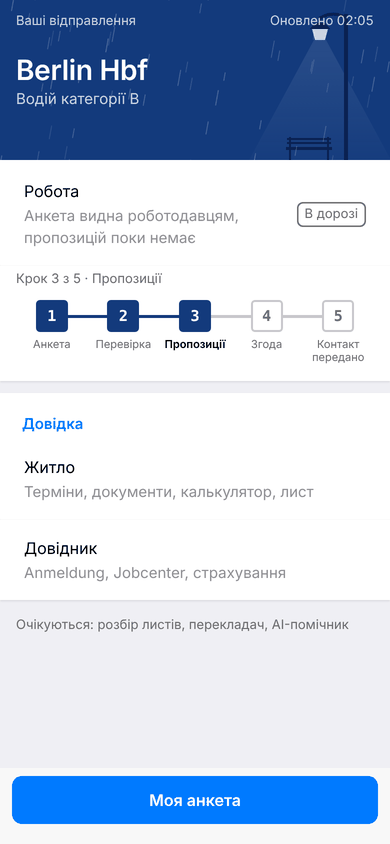 Ваші відправлення
Оновлено 02:05
Berlin Hbf
Водій категорії B
Робота
Анкета видна роботодавцям,
пропозицій поки немає
В дорозі
Крок 3 з 5 · Пропозиції
1 2 3 4 5
Анкета Перевірка Пропозиції Згода Контакт
передано
Довідка
Житло
Терміни, документи, калькулятор, лист
Довідник
Anmeldung, Jobcenter, страхування
Очікуються: розбір листів, перекладач, AI-помічник
Моя анкета